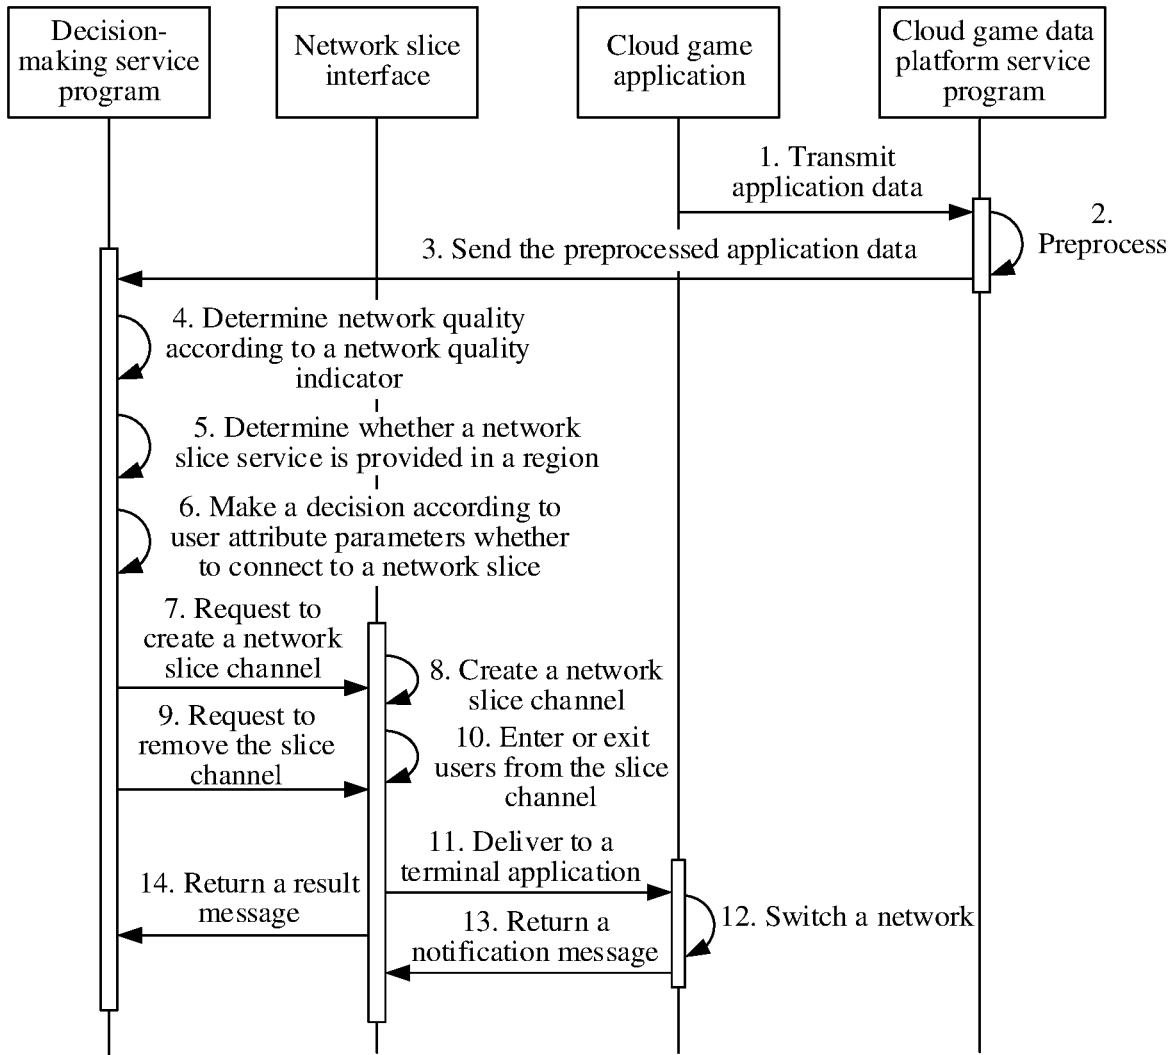 Decision-
making service
program
Network slice
interface
Cloud game
application
Cloud game data
platform service
program
1. Transmit
application data
2.
Preprocess
3. Send the preprocessed application data
4. Determine network quality
according to a network quality
indicator
5. Determine whether a network
slice service is provided in a region
6. Make a decision according to
user attribute parameters whether
to connect to a network slice
7. Request to
create a network
slice channel
8. Create a network
slice channel
9. Request to
remove the slice
channel
10. Enter or exit
users from the slice
channel
11. Deliver to a
terminal application
14. Return a result
message
12. Switch a network
13. Return a
notification message